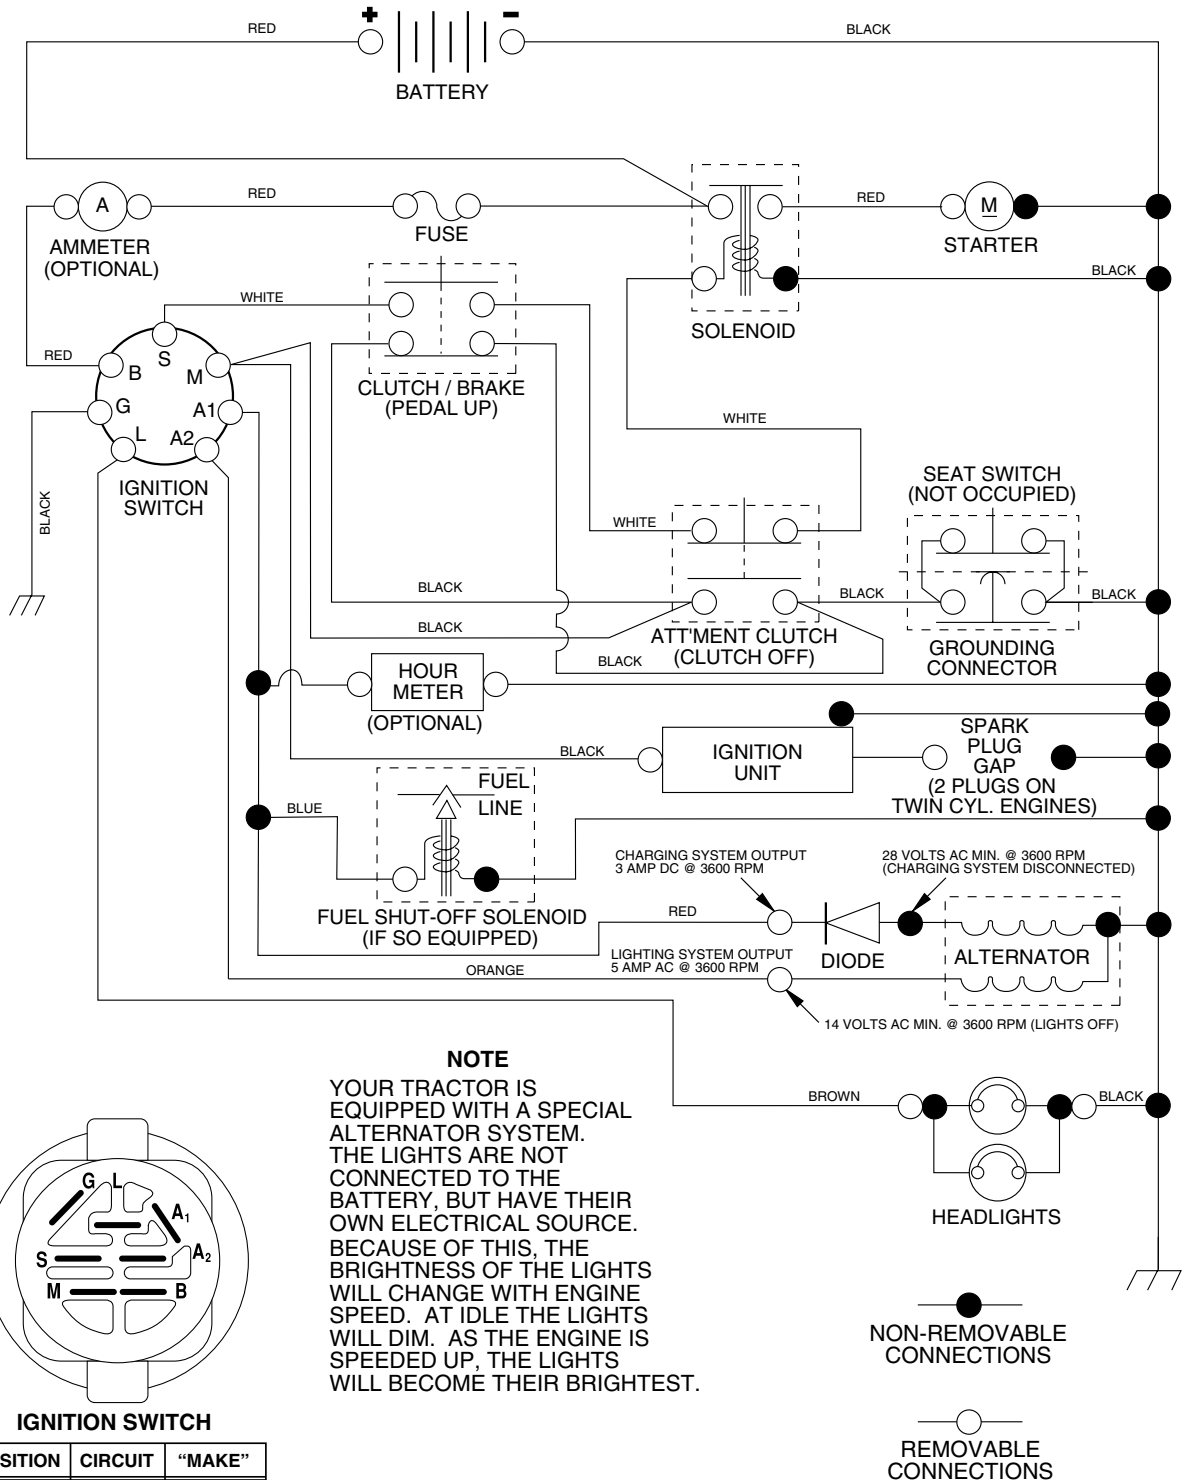 RED
+
-
BLACK
BATTERY
A
RED
RED
M
AMMETER
(OPTIONAL)
FUSE
STARTER
WHITE
BLACK
SOLENOID
RED
S
B
M
G
A1
L
A2
CLUTCH / BRAKE
(PEDAL UP)
WHITE
IGNITION
SWITCH
BLACK
SEAT SWITCH
(NOT OCCUPIED)
WHITE
BLACK
BLACK
BLACK
BLACK
ATT'MENT CLUTCH
(CLUTCH OFF)
BLACK
GROUNDING
CONNECTOR
HOUR
METER
(OPTIONAL)
BLACK
IGNITION
UNIT
SPARK
PLUG
GAP
(2 PLUGS ON
TWIN CYL. ENGINES)
FUEL
LINE
BLUE
FUEL SHUT-OFF SOLENOID
(IF SO EQUIPPED)
CHARGING SYSTEM OUTPUT
3 AMP DC @ 3600 RPM
28 VOLTS AC MIN. @ 3600 RPM
(CHARGING SYSTEM DISCONNECTED)
RED
DIODE
ALTERNATOR
LIGHTING SYSTEM OUTPUT
5 AMP AC @ 3600 RPM
ORANGE
14 VOLTS AC MIN. @ 3600 RPM (LIGHTS OFF)
NOTE
YOUR TRACTOR IS
EQUIPPED WITH A SPECIAL
ALTERNATOR SYSTEM.
THE LIGHTS ARE NOT
CONNECTED TO THE
BATTERY, BUT HAVE THEIR
OWN ELECTRICAL SOURCE.
BECAUSE OF THIS, THE
BRIGHTNESS OF THE LIGHTS
WILL CHANGE WITH ENGINE
SPEED. AT IDLE THE LIGHTS
WILL DIM. AS THE ENGINE IS
SPEEDED UP, THE LIGHTS
WILL BECOME THEIR BRIGHTEST.
BROWN
BLACK
HEADLIGHTS
G
L
A1
S
A2
M
B
IGNITION SWITCH
SITION CIRCUIT “MAKE”
NON-REMOVABLE
CONNECTIONS
REMOVABLE
CONNECTIONS